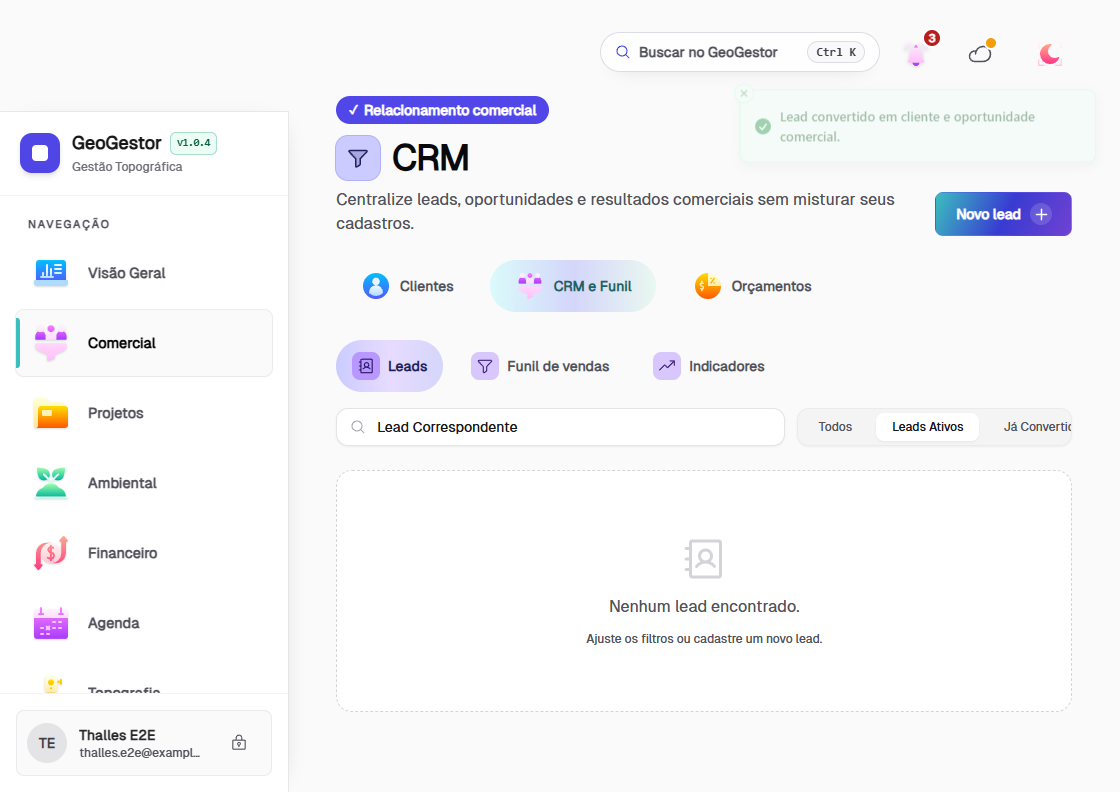 Buscar no GeoGestor
Ctrl K
3
Lead convertido em cliente e oportunidade
comercial.
GeoGestor
v1.0.4
Gestão Topográfica
NAVEGAÇÃO
Visão Geral
Comercial
Projetos
Ambiental
Financeiro
Agenda
Topografia
TE
Thalles E2E
thalles.e2e@exampl...
✓ Relacionamento comercial
CRM
Centralize leads, oportunidades e resultados comerciais sem misturar seus
cadastros.
Novo lead
Clientes
CRM e Funil
Orçamentos
Leads
Funil de vendas
Indicadores
Lead Correspondente
Todos
Leads Ativos
Já Converti
Nenhum lead encontrado.
Ajuste os filtros ou cadastre um novo lead.